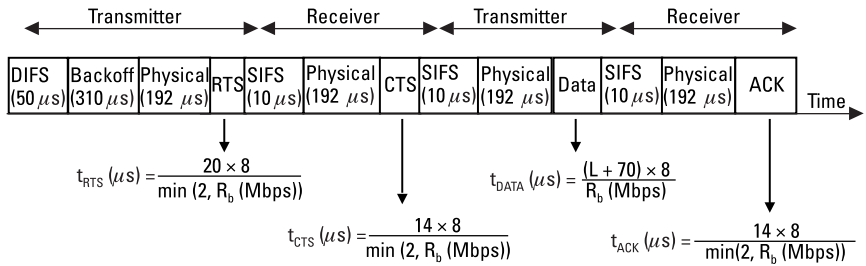 Transmitter Receiver Transmitter Receiver
DIFS (50 μs) Backoff (310 μs) Physical (192 μs) RTS SIFS (10 μs) Physical (192 μs) CTS SIFS (10 μs) Physical (192 μs) Data SIFS (10 μs) Physical (192 μs) ACK
Time
t_RTS (μs) = 20 × 8 / min (2, R_b (Mbps))
t_DATA (μs) = (L + 70) × 8 / R_b (Mbps)
t_CTS (μs) = 14 × 8 / min (2, R_b (Mbps))
t_ACK (μs) = 14 × 8 / min(2, R_b (Mbps))